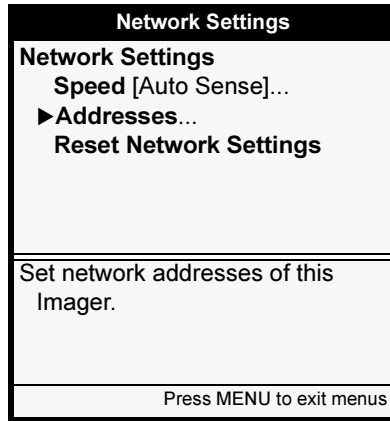 Network Settings
Network Settings
Speed [Auto Sense]...
▶Addresses...
Reset Network Settings
Set network addresses of this
Imager.
Press MENU to exit menus